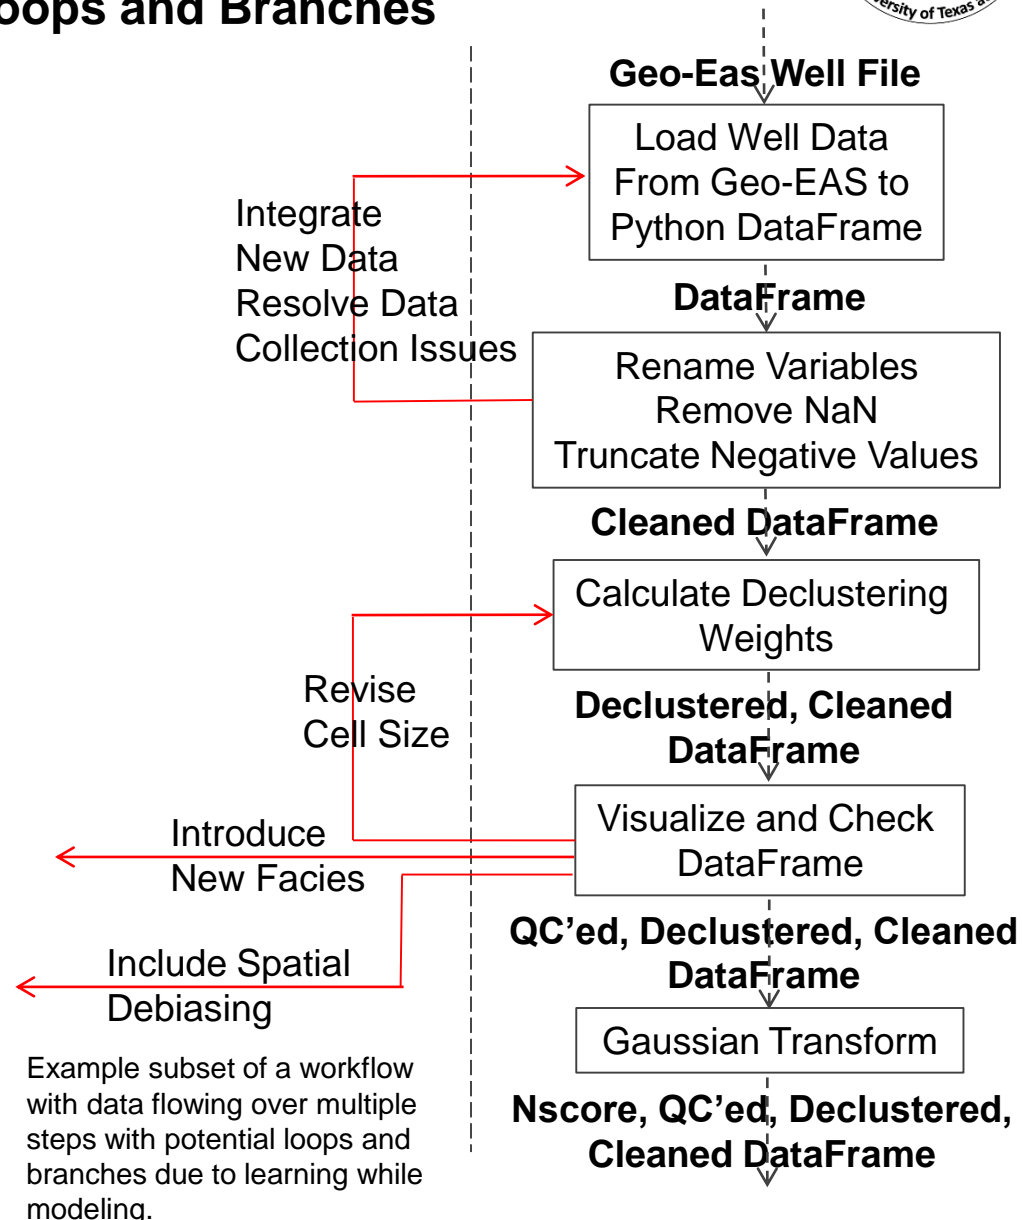 oops and Branches
ersity of Texas a
Geo-Eas Well File
Load Well Data
From Geo-EAS to
Python DataFrame
Integrate
New Data
Resolve Data
Collection Issues
DataFrame
Rename Variables
Remove NaN
Truncate Negative Values
Cleaned DataFrame
Calculate Declustering
Weights
Revise
Cell Size
Declustered, Cleaned
DataFrame
Visualize and Check
DataFrame
Introduce
New Facies
QC’ed, Declustered, Cleaned
DataFrame
Include Spatial
Debiasing
Gaussian Transform
Nscore, QC’ed, Declustered,
Cleaned DataFrame
Example subset of a workflow
with data flowing over multiple
steps with potential loops and
branches due to learning while
modeling.